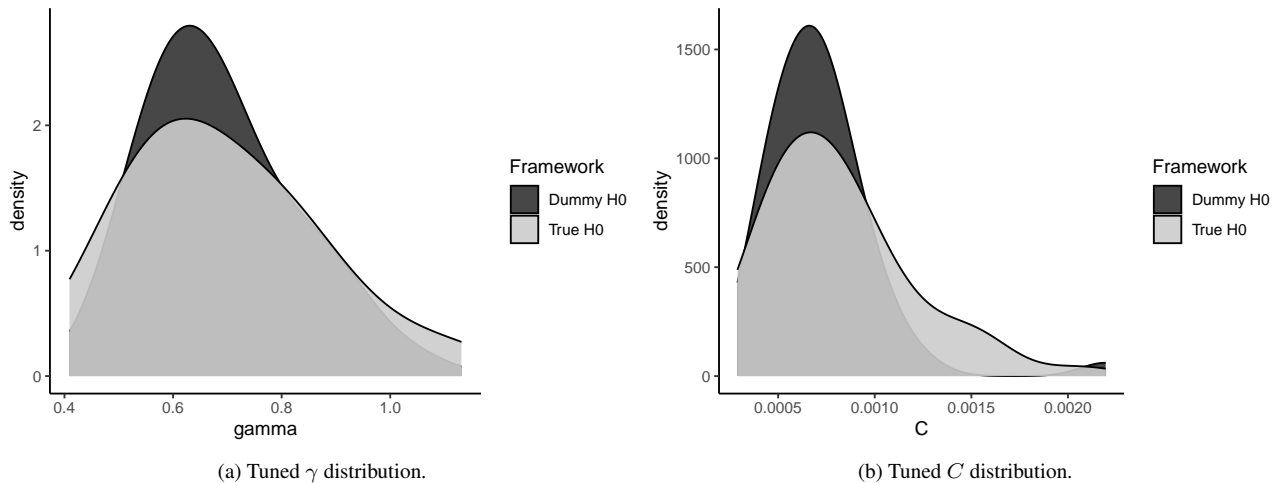 density
2
1
0
0.4 0.6 0.8 1.0
gamma
Framework
Dummy H0
True H0
(a) Tuned γ distribution.
density
1500
1000
500
0
0.0005 0.0010 0.0015 0.0020
C
Framework
Dummy H0
True H0
(b) Tuned C distribution.